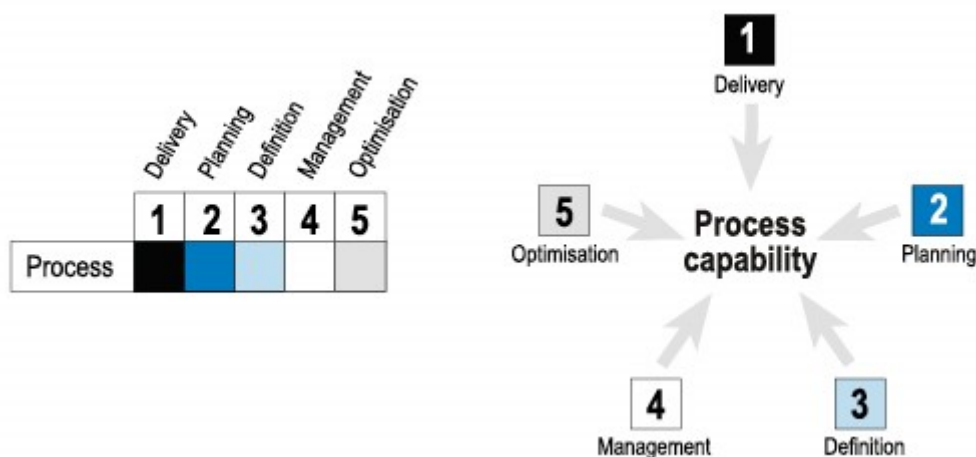 Delivery
Planning
Definition
Management
Optimisation
1 2 3 4 5
Process
1
Delivery
2
Planning
3
Definition
4
Management
5
Optimisation
Process
capability